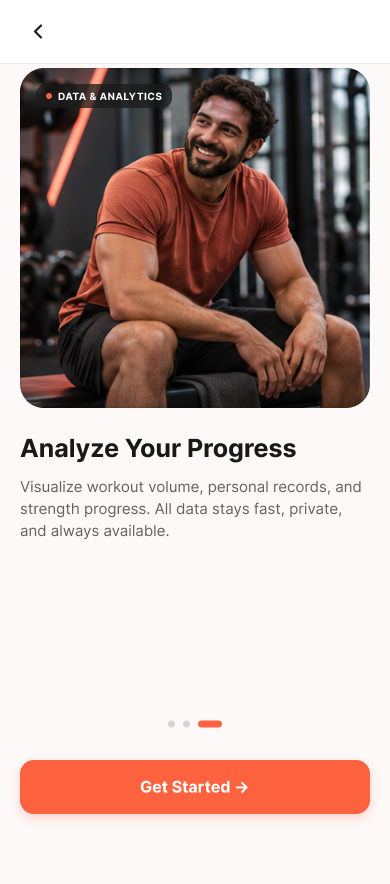 DATA & ANALYTICS
Analyze Your Progress
Visualize workout volume, personal records, and
strength progress. All data stays fast, private,
and always available.
Get Started →